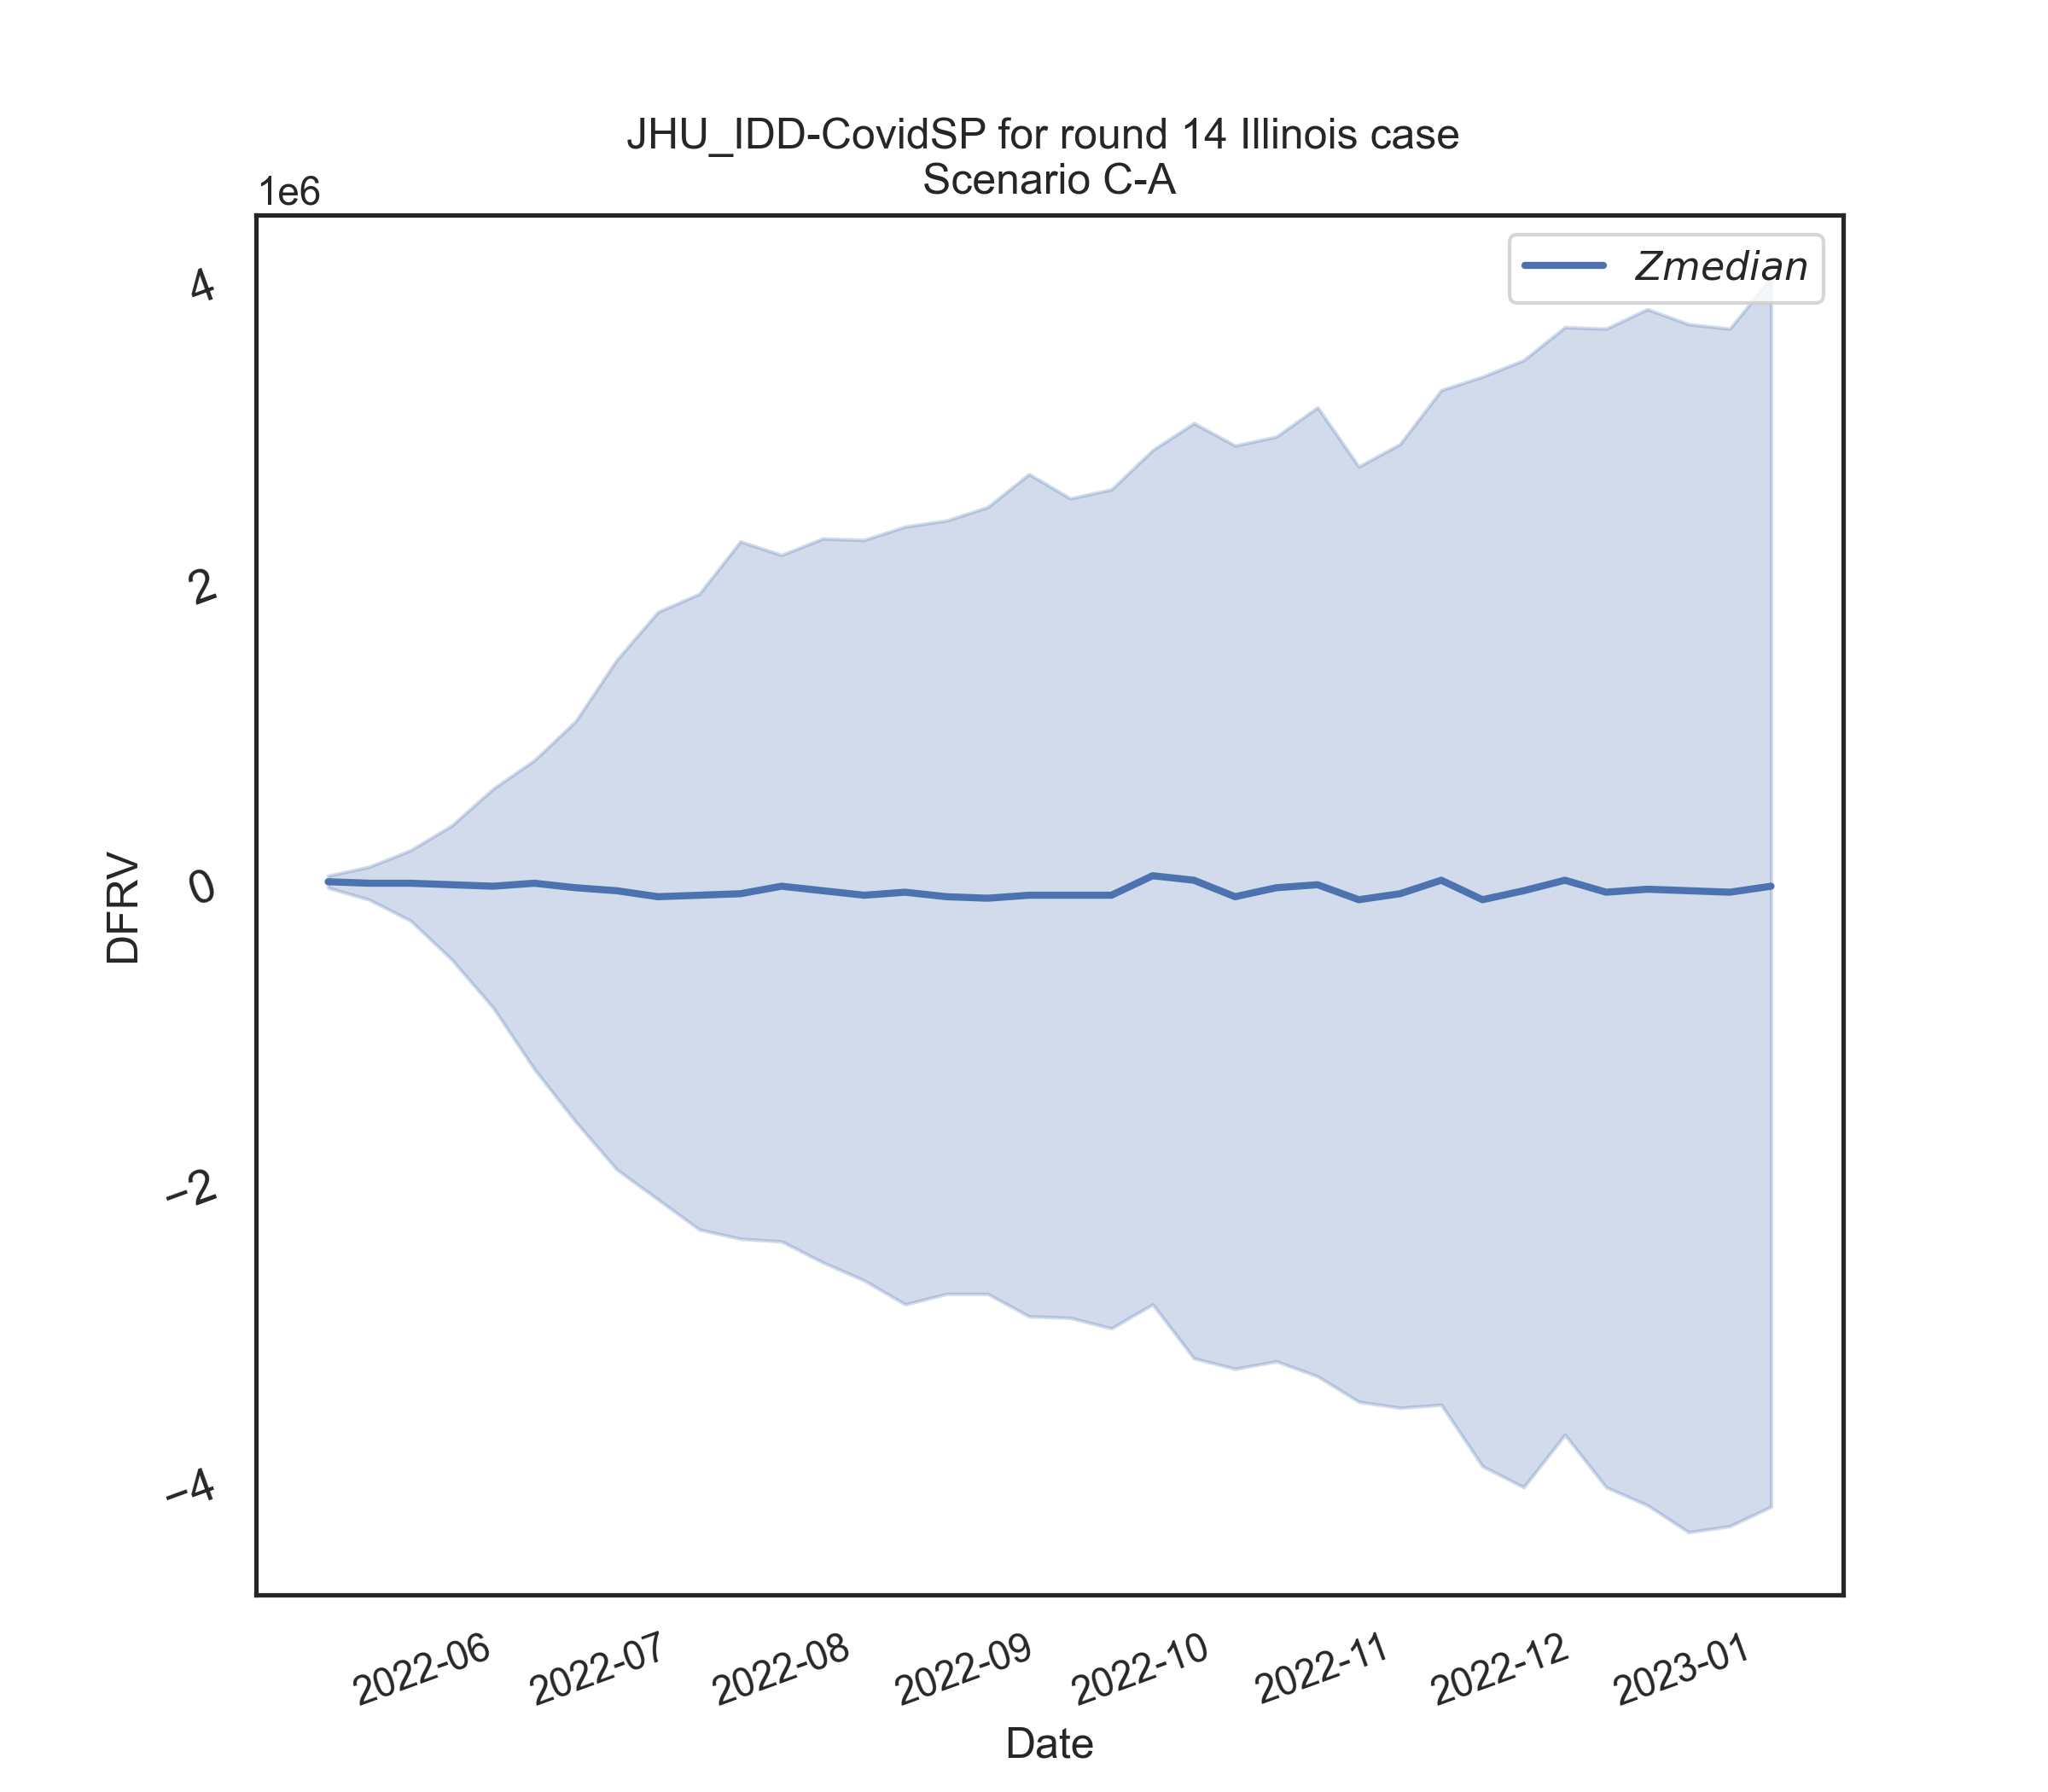 JHU_IDD-CovidSP for round 14 Illinois case
Scenario C-A
1e6
Zmedian
4
2
0
−2
−4
DFRV
2022-06
2022-07
2022-08
2022-09
2022-10
2022-11
2022-12
2023-01
Date